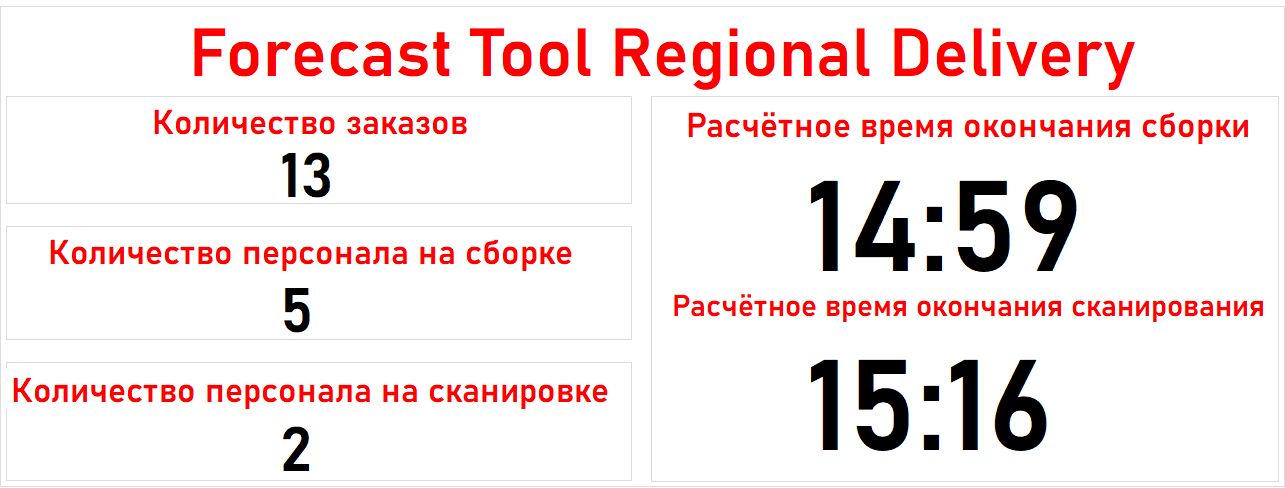 Forecast Tool Regional Delivery
Количество заказов
13
Количество персонала на сборке
5
Количество персонала на сканировке
2
Расчётное время окончания сборки
14:59
Расчётное время окончания сканирования
15:16